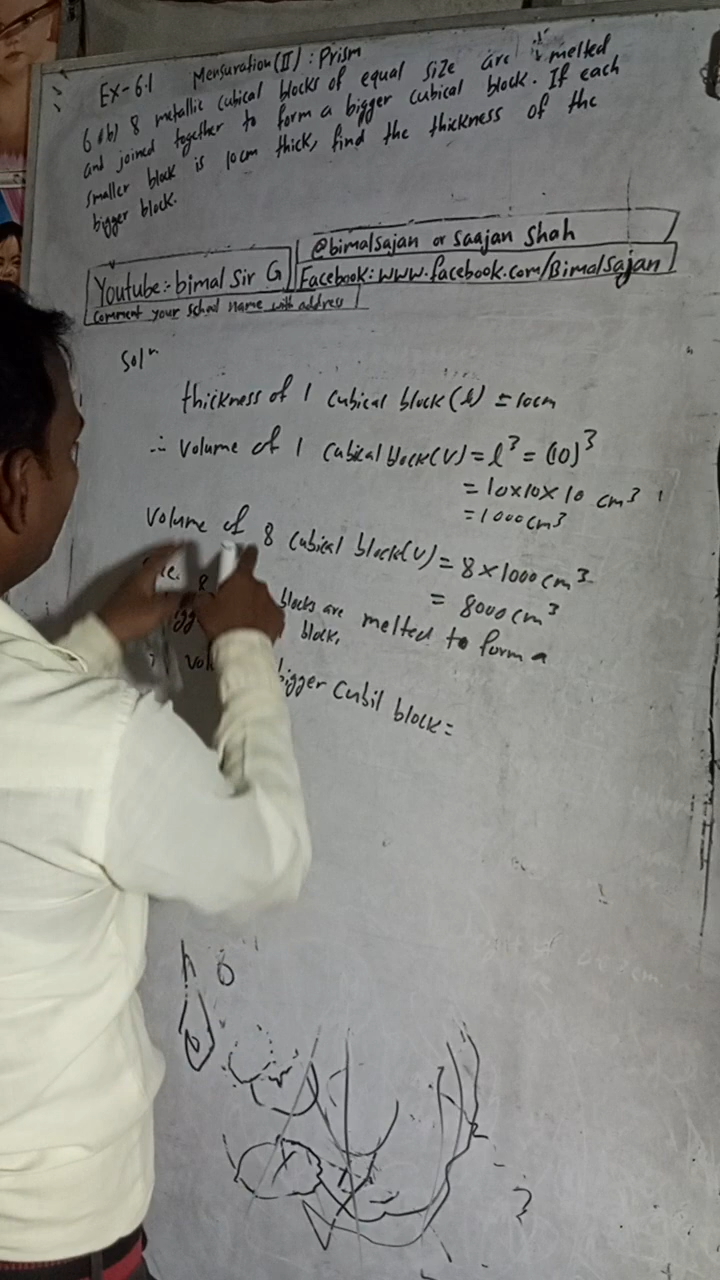 Ex-6.1 Mensuration (II) : Prism
6 (b) 8 metallic cubical blocks of equal size are melted
and joined together to form a bigger cubical block. If each
smaller block is 10cm thick, find the thickness of the
bigger block.
@bimalsajan or Saajan Shah
Youtube:- bimal Sir G
Facebook: www.facebook.com/BimalSajan
Comment your school name with address
Solⁿ
thickness of 1 cubical block (l) = 10cm
∴ Volume of 1 cubical block (V) = l³ = (10)³
= 10×10×10 cm³
= 1000 cm³
Volume of 8 cubical block(V) = 8 × 1000 cm³
= 8000 cm³
8 blocks are melted to form a
block,
bigger Cubil block =
h 6